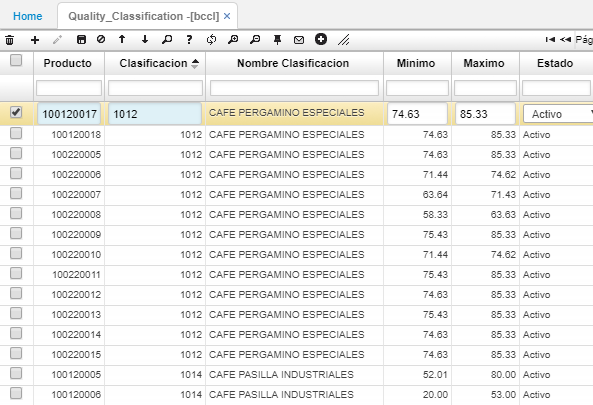 Home Quality_Classification -[bccl] ×
Pág
Producto Clasificacion Nombre Clasificacion Minimo Maximo Estado
100120017 1012 CAFE PERGAMINO ESPECIALES 74.63 85.33 Activo
100120018 1012 CAFE PERGAMINO ESPECIALES 74.63 85.33 Activo
100220005 1012 CAFE PERGAMINO ESPECIALES 74.63 85.33 Activo
100220006 1012 CAFE PERGAMINO ESPECIALES 71.44 74.62 Activo
100220007 1012 CAFE PERGAMINO ESPECIALES 63.64 71.43 Activo
100220008 1012 CAFE PERGAMINO ESPECIALES 58.33 63.63 Activo
100220009 1012 CAFE PERGAMINO ESPECIALES 75.43 85.33 Activo
100220010 1012 CAFE PERGAMINO ESPECIALES 71.44 74.62 Activo
100220011 1012 CAFE PERGAMINO ESPECIALES 75.43 85.33 Activo
100220012 1012 CAFE PERGAMINO ESPECIALES 74.63 85.33 Activo
100220013 1012 CAFE PERGAMINO ESPECIALES 75.43 85.33 Activo
100220014 1012 CAFE PERGAMINO ESPECIALES 74.63 85.33 Activo
100220015 1012 CAFE PERGAMINO ESPECIALES 74.63 85.33 Activo
100120005 1014 CAFE PASILLA INDUSTRIALES 52.01 80.00 Activo
100120006 1014 CAFE PASILLA INDUSTRIALES 20.00 53.00 Activo